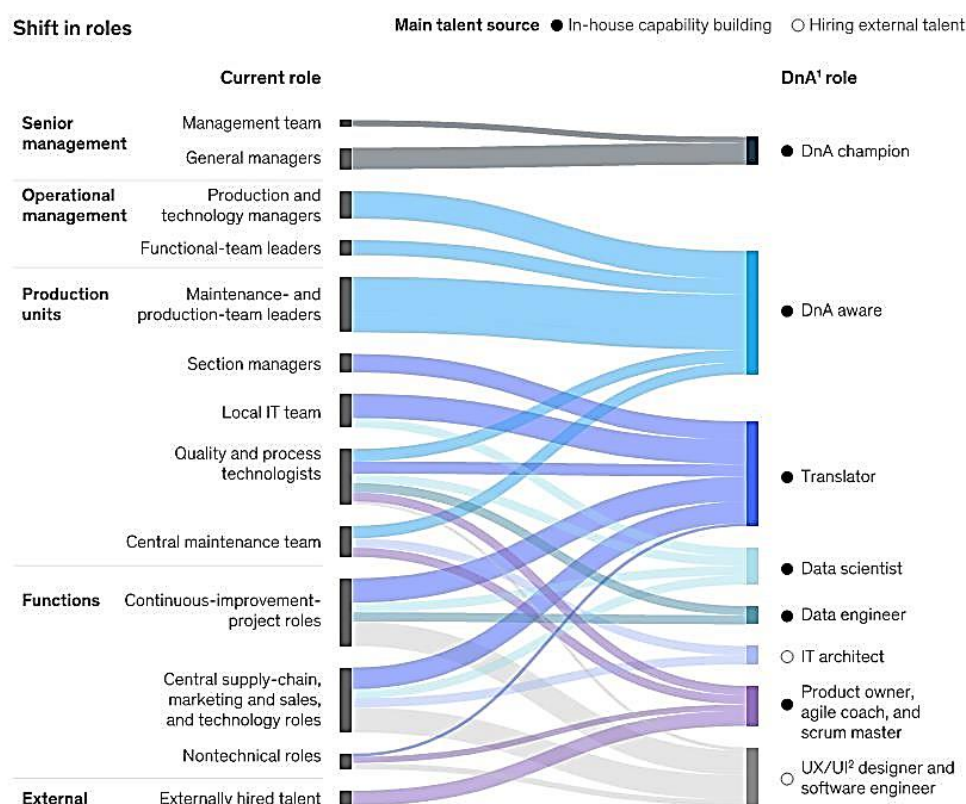 Shift in roles
Main talent source ● In-house capability building ○ Hiring external talent
Current role
DnA¹ role
Senior
management
Management team
General managers
Operational
management
Production and
technology managers
Functional-team leaders
Production
units
Maintenance- and
production-team leaders
Section managers
Local IT team
Quality and process
technologists
Central maintenance team
Functions
Continuous-improvement-
project roles
Central supply-chain,
marketing and sales,
and technology roles
Nontechnical roles
External
Externally hired talent
● DnA champion
● DnA aware
● Translator
● Data scientist
● Data engineer
○ IT architect
● Product owner,
agile coach, and
scrum master
○ UX/UI² designer and
software engineer